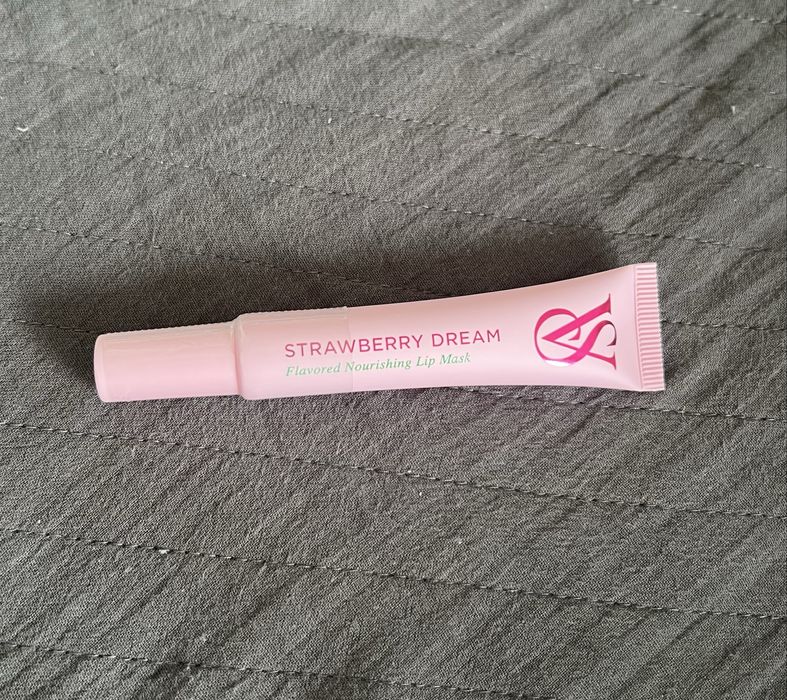 STRAWBERRY DREAM
Flavored Nourishing Lip Mask